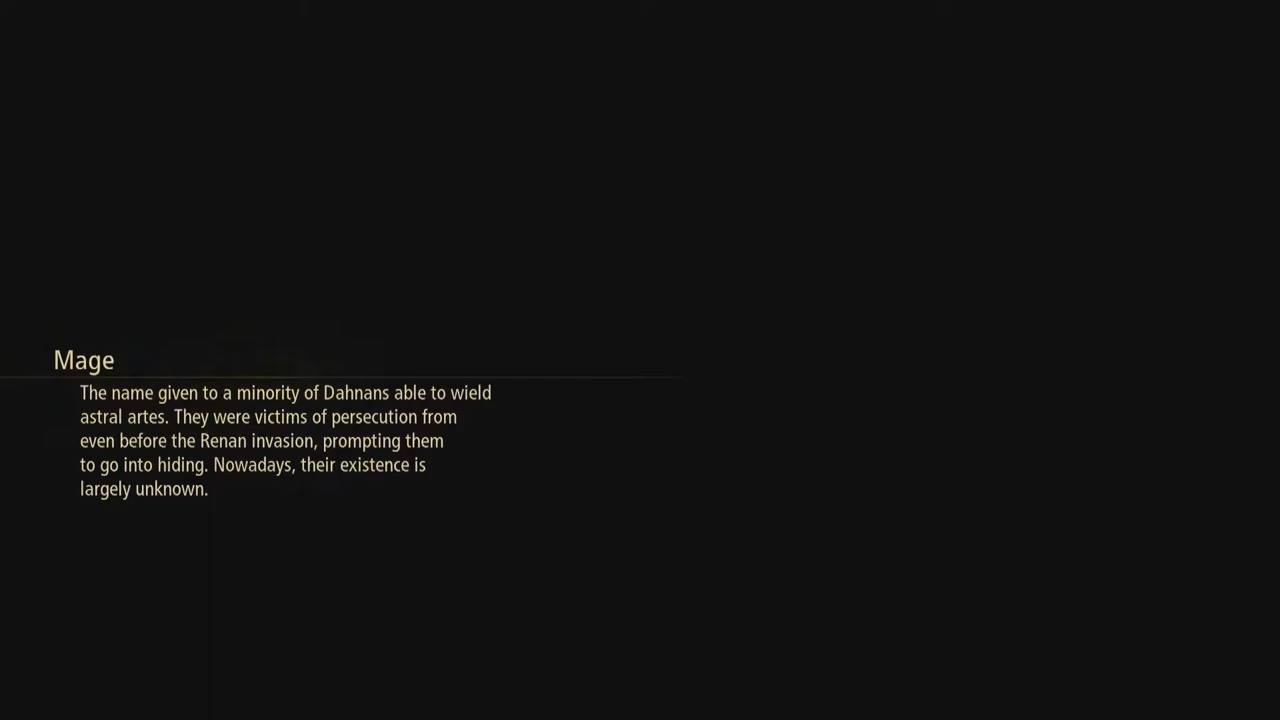 Mage
The name given to a minority of Dahnans able to wield
astral artes. They were victims of persecution from
even before the Renan invasion, prompting them
to go into hiding. Nowadays, their existence is
largely unknown.